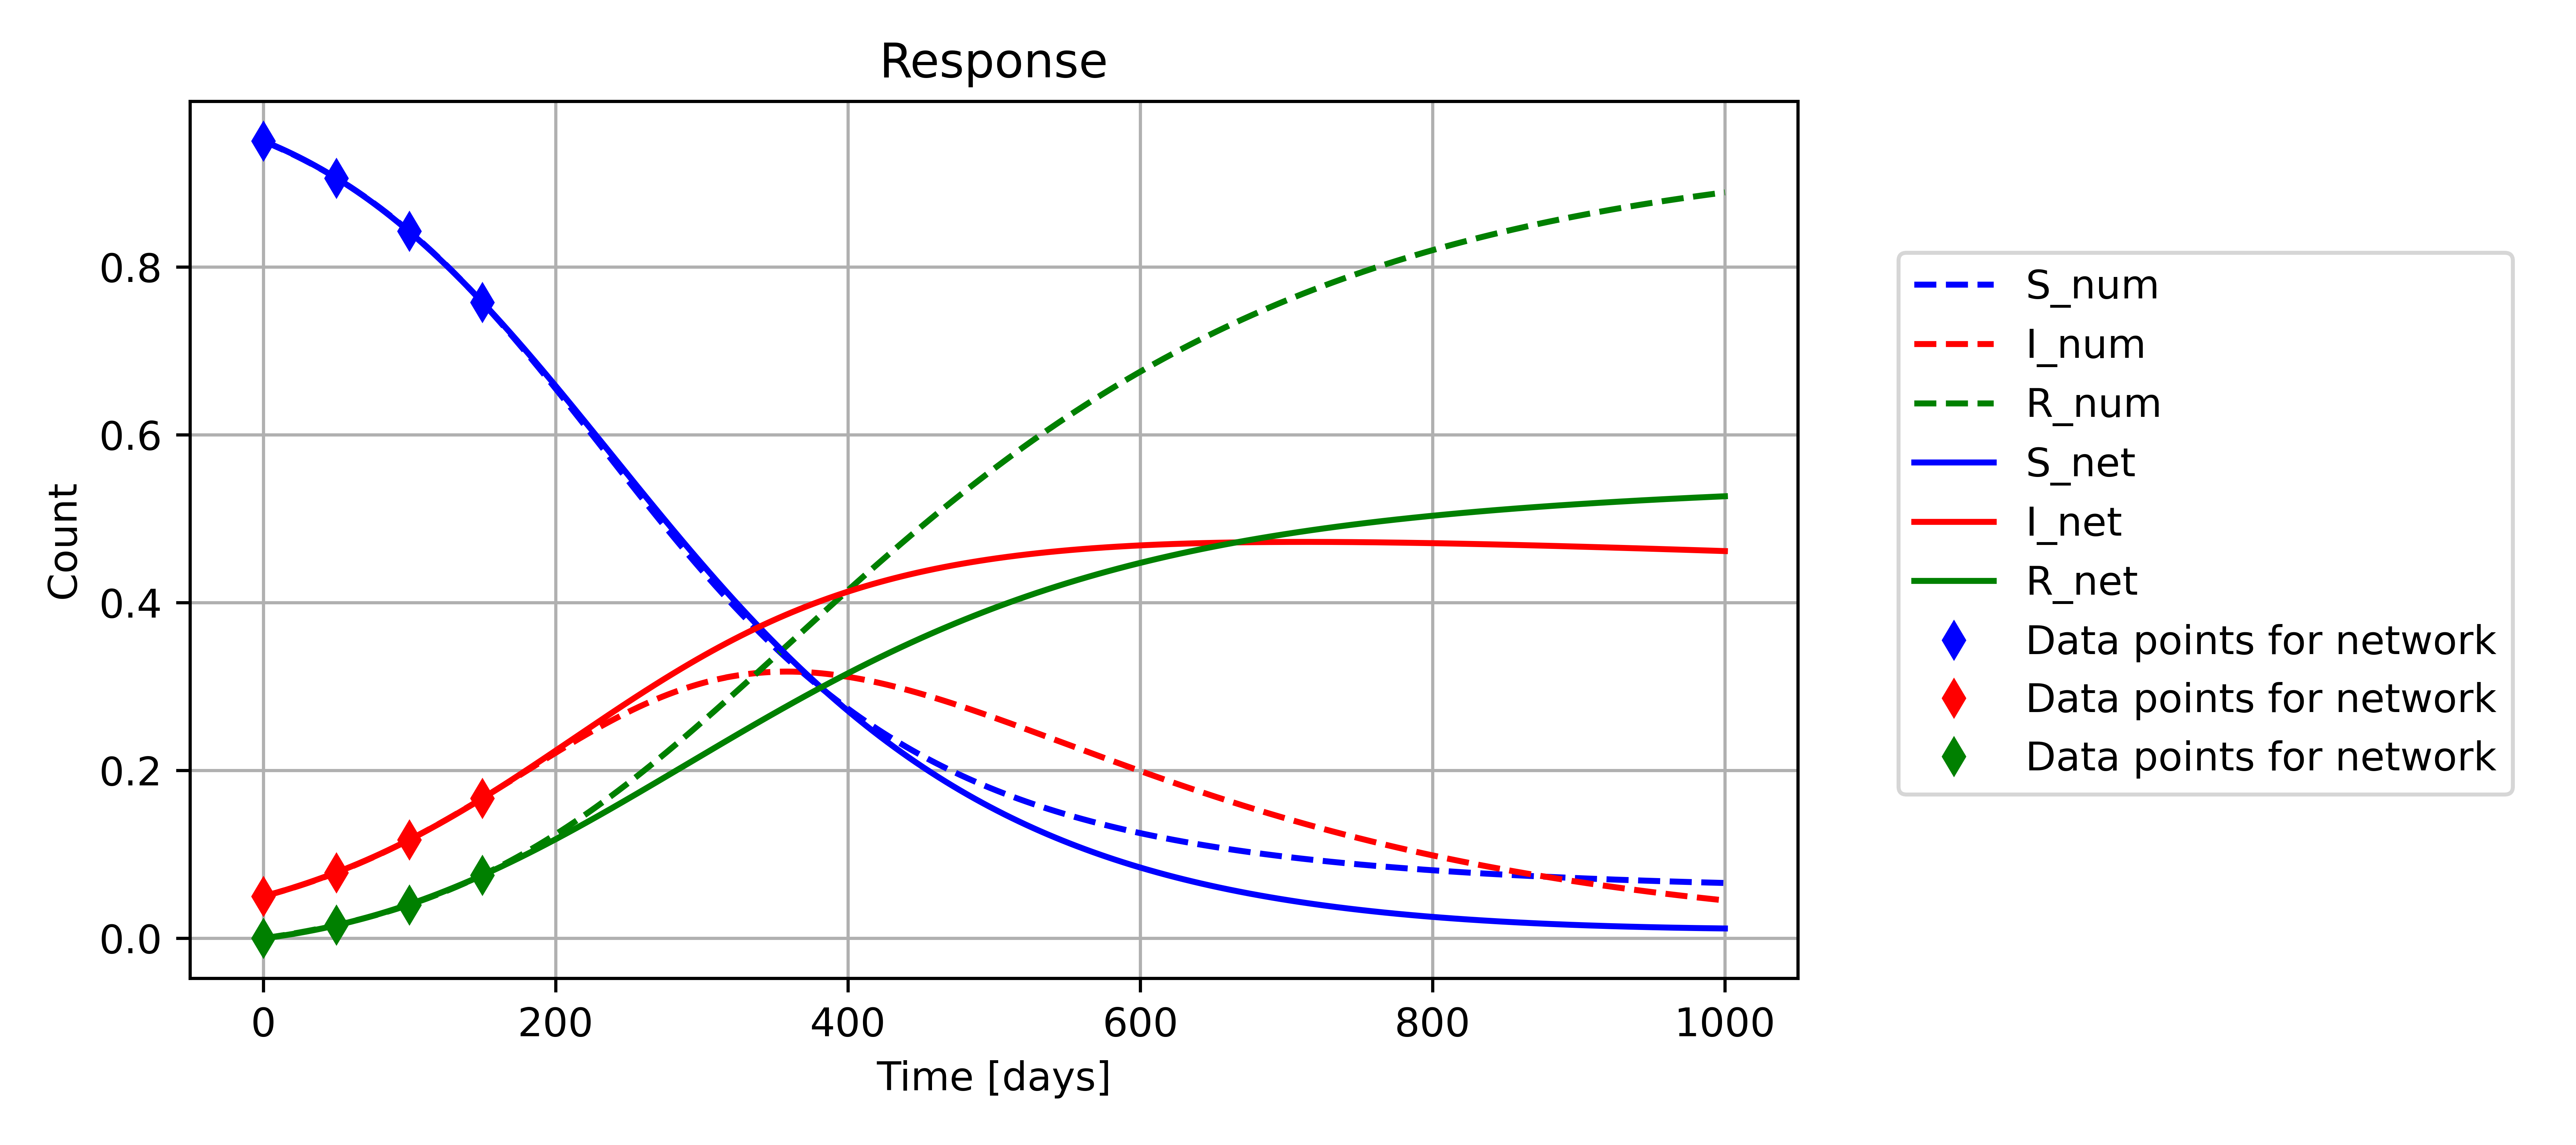 Response
0.8
0.6
0.4
0.2
0.0
Count
0 200 400 600 800 1000
Time [days]
S_num
I_num
R_num
S_net
I_net
R_net
Data points for network
Data points for network
Data points for network